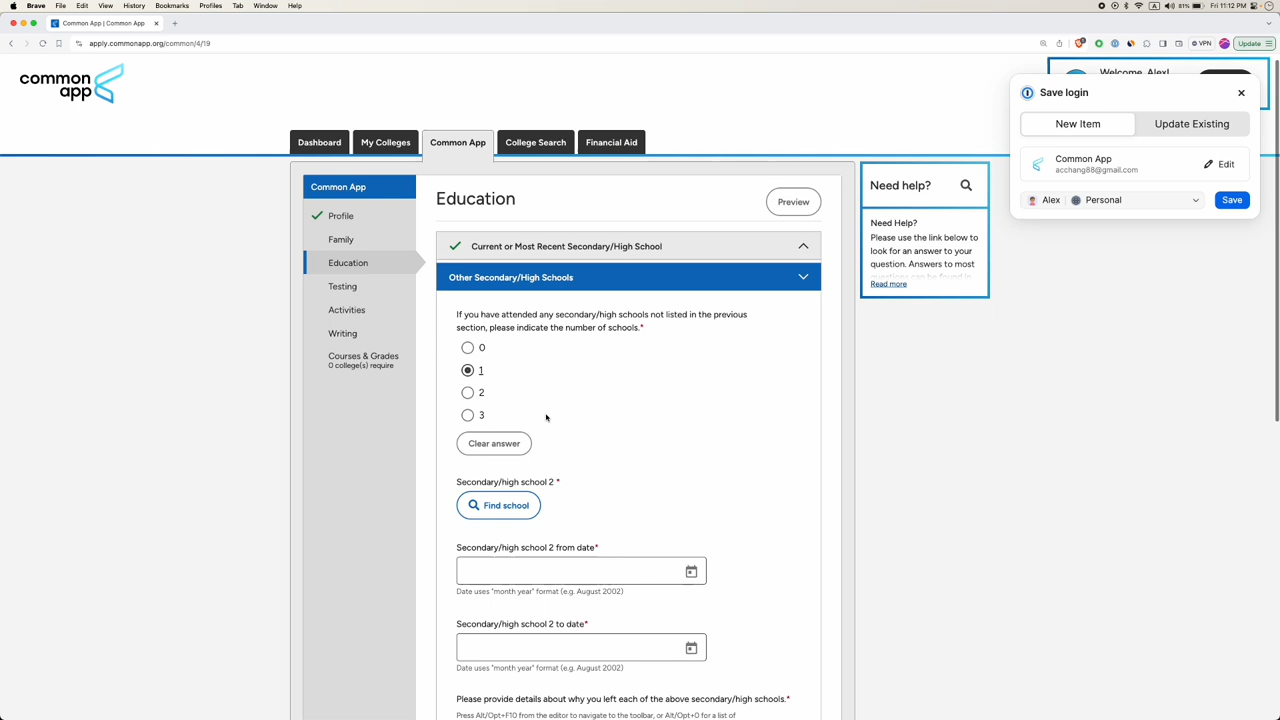 Brave File Edit View History Bookmarks Profiles Tab Window Help
A 81% Fri 11:12 PM
Common App | Common App
apply.commonapp.org/common/4/19
VPN
Update
common
app
Welcome, Alex!
Save login
New Item
Update Existing
Common App
acchang88@gmail.com
Edit
Alex
Personal
Save
Dashboard
My Colleges
Common App
College Search
Financial Aid
Common App
Profile
Family
Education
Testing
Activities
Writing
Courses & Grades
0 college(s) require
Education
Preview
Current or Most Recent Secondary/High School
Other Secondary/High Schools
If you have attended any secondary/high schools not listed in the previous
section, please indicate the number of schools.*
0
1
2
3
Clear answer
Secondary/high school 2 *
Find school
Secondary/high school 2 from date*
Date uses "month year" format (e.g. August 2002)
Secondary/high school 2 to date*
Date uses "month year" format (e.g. August 2002)
Please provide details about why you left each of the above secondary/high schools.*
Press Alt/Opt+F10 from the editor to navigate to the toolbar, or Alt/Opt+0 for a list of
Need help?
Need Help?
Please use the link below to
look for an answer to your
question. Answers to most
questions can be found in
Read more